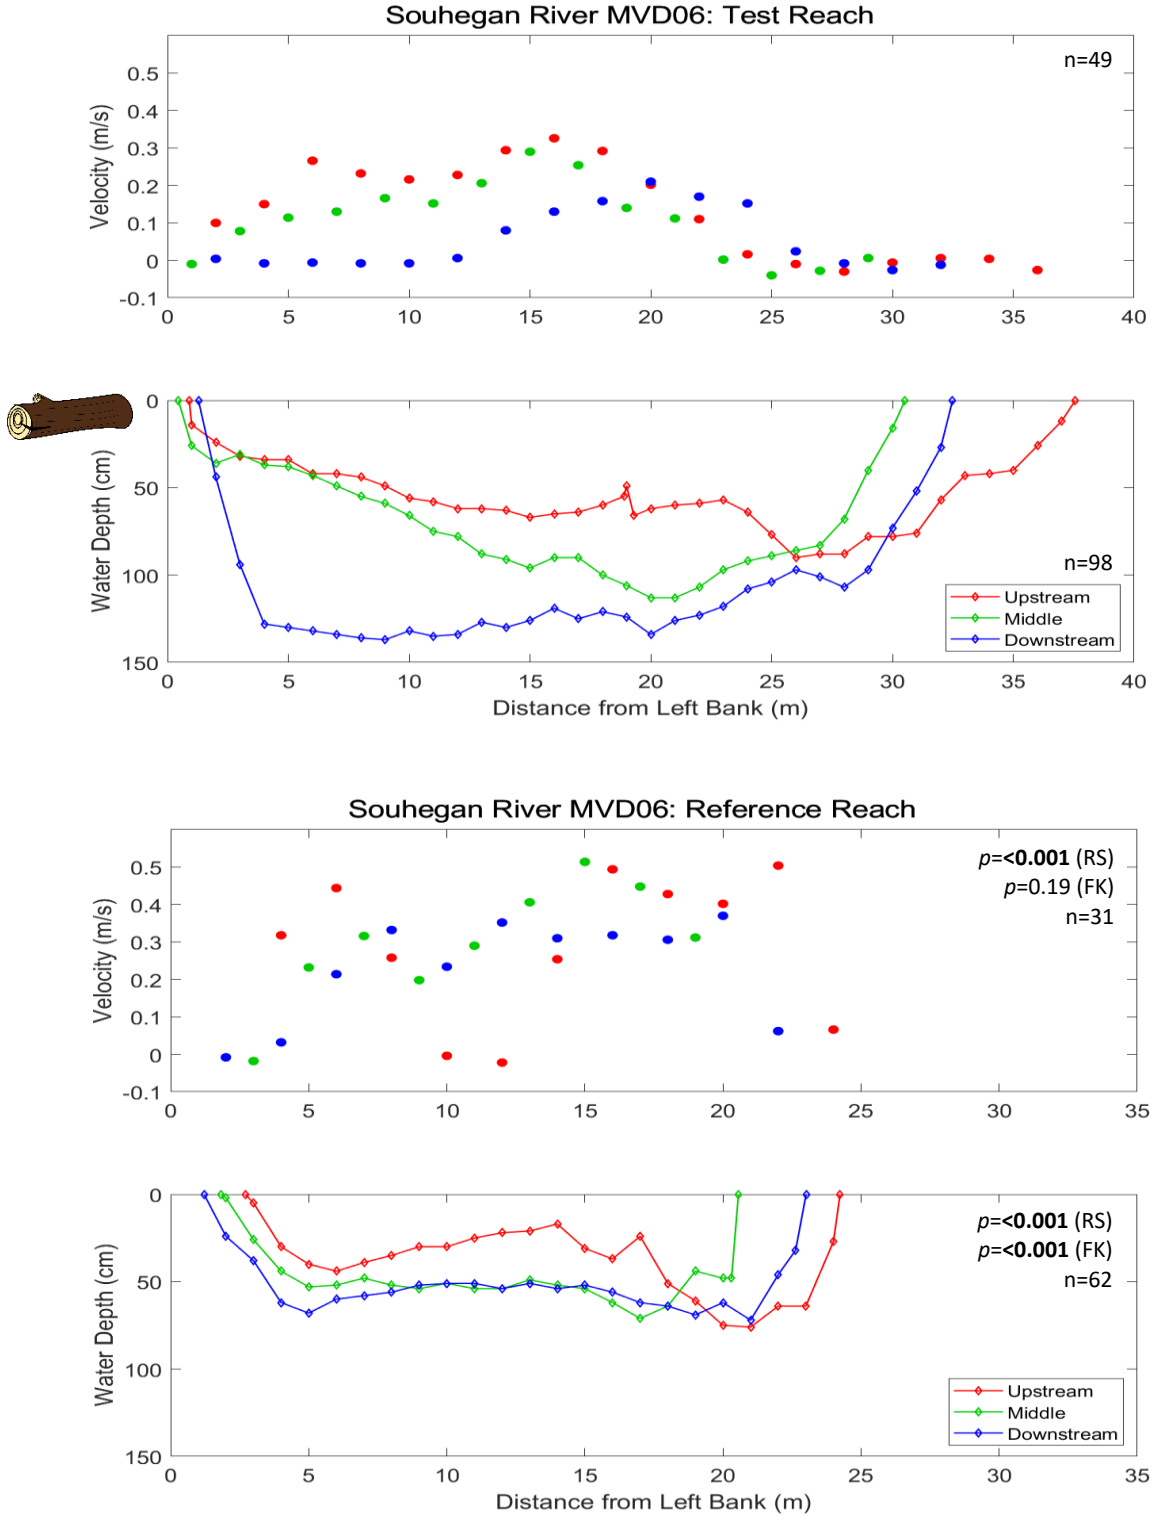 Souhegan River MVD06: Test Reach
n=49
Velocity (m/s)
0.5
0.4
0.3
0.2
0.1
0
-0.1
0 5 10 15 20 25 30 35 40
Water Depth (cm)
0
50
100
150
n=98
Upstream
Middle
Downstream
0 5 10 15 20 25 30 35 40
Distance from Left Bank (m)
Souhegan River MVD06: Reference Reach
p=<0.001 (RS)
p=0.19 (FK)
n=31
Velocity (m/s)
0.5
0.4
0.3
0.2
0.1
0
-0.1
0 5 10 15 20 25 30 35
p=<0.001 (RS)
p=<0.001 (FK)
n=62
Water Depth (cm)
0
50
100
150
Upstream
Middle
Downstream
0 5 10 15 20 25 30 35
Distance from Left Bank (m)